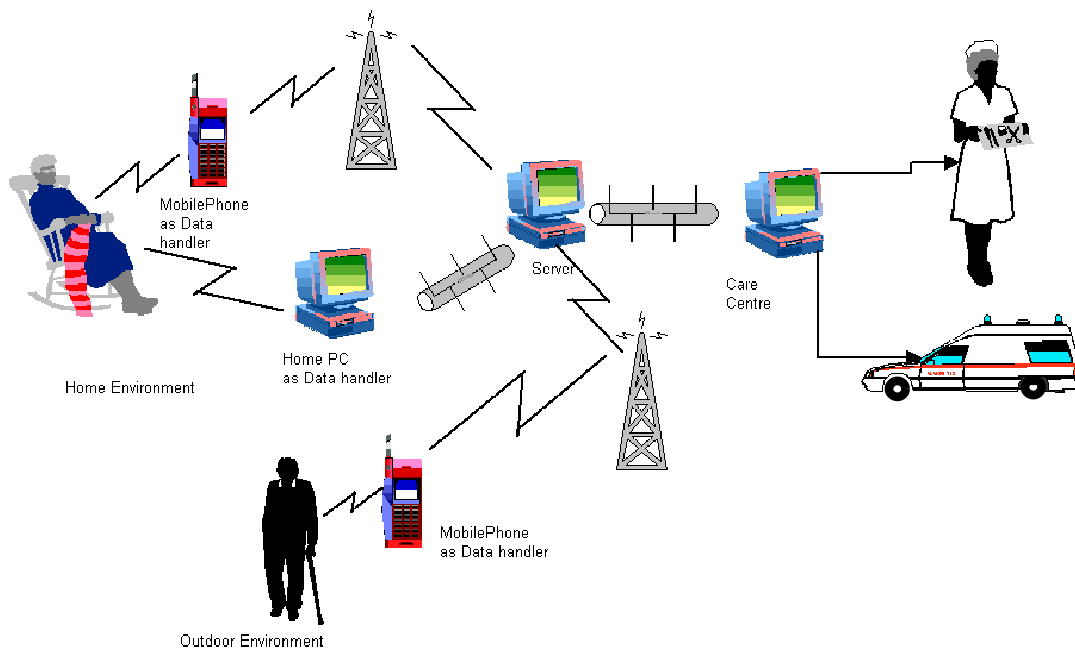 MobilePhone
as Data
handler
Server
Care
Centre
Home PC
as Data handler
Home Environment
MobilePhone
as Data handler
Outdoor Environment